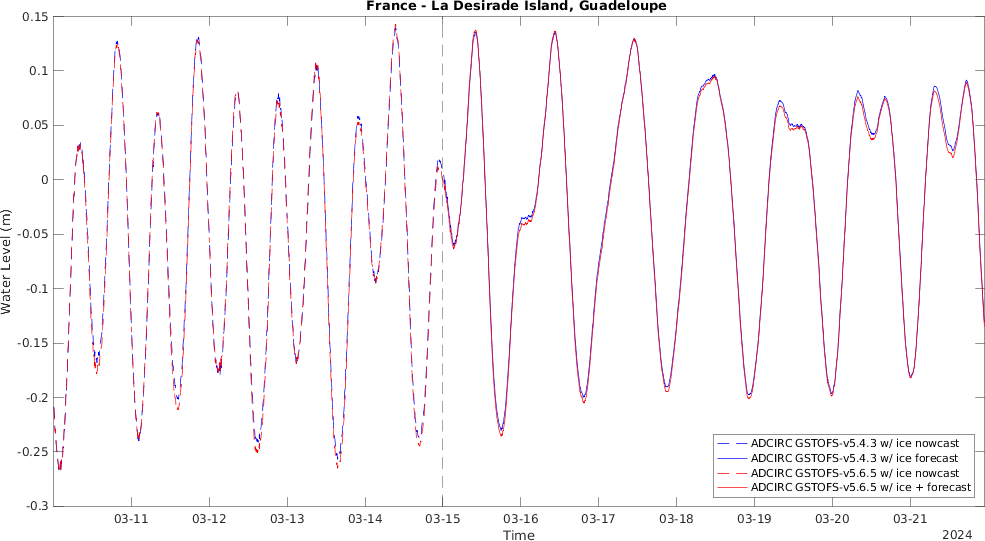 France - La Desirade Island, Guadeloupe
0.15
0.1
0.05
0
-0.05
-0.1
-0.15
-0.2
-0.25
-0.3
Water Level (m)
ADCIRC GSTOFS-v5.4.3 w/ ice nowcast
ADCIRC GSTOFS-v5.4.3 w/ ice forecast
ADCIRC GSTOFS-v5.6.5 w/ ice nowcast
ADCIRC GSTOFS-v5.6.5 w/ ice + forecast
03-11 03-12 03-13 03-14 03-15 03-16 03-17 03-18 03-19 03-20 03-21
Time
2024